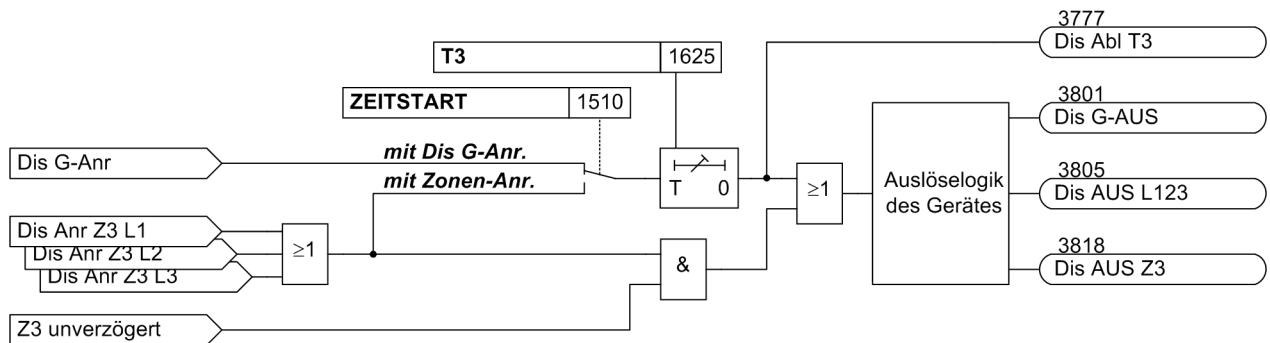 3777
Dis Abl T3
T3 1625
ZEITSTART 1510
3801
Dis G-AUS
Dis G-Anr
mit Dis G-Anr.
mit Zonen-Anr.
T 0
≥1
Auslöselogik
des Gerätes
3805
Dis AUS L123
Dis Anr Z3 L1
Dis Anr Z3 L2
Dis Anr Z3 L3
≥1
&
3818
Dis AUS Z3
Z3 unverzögert